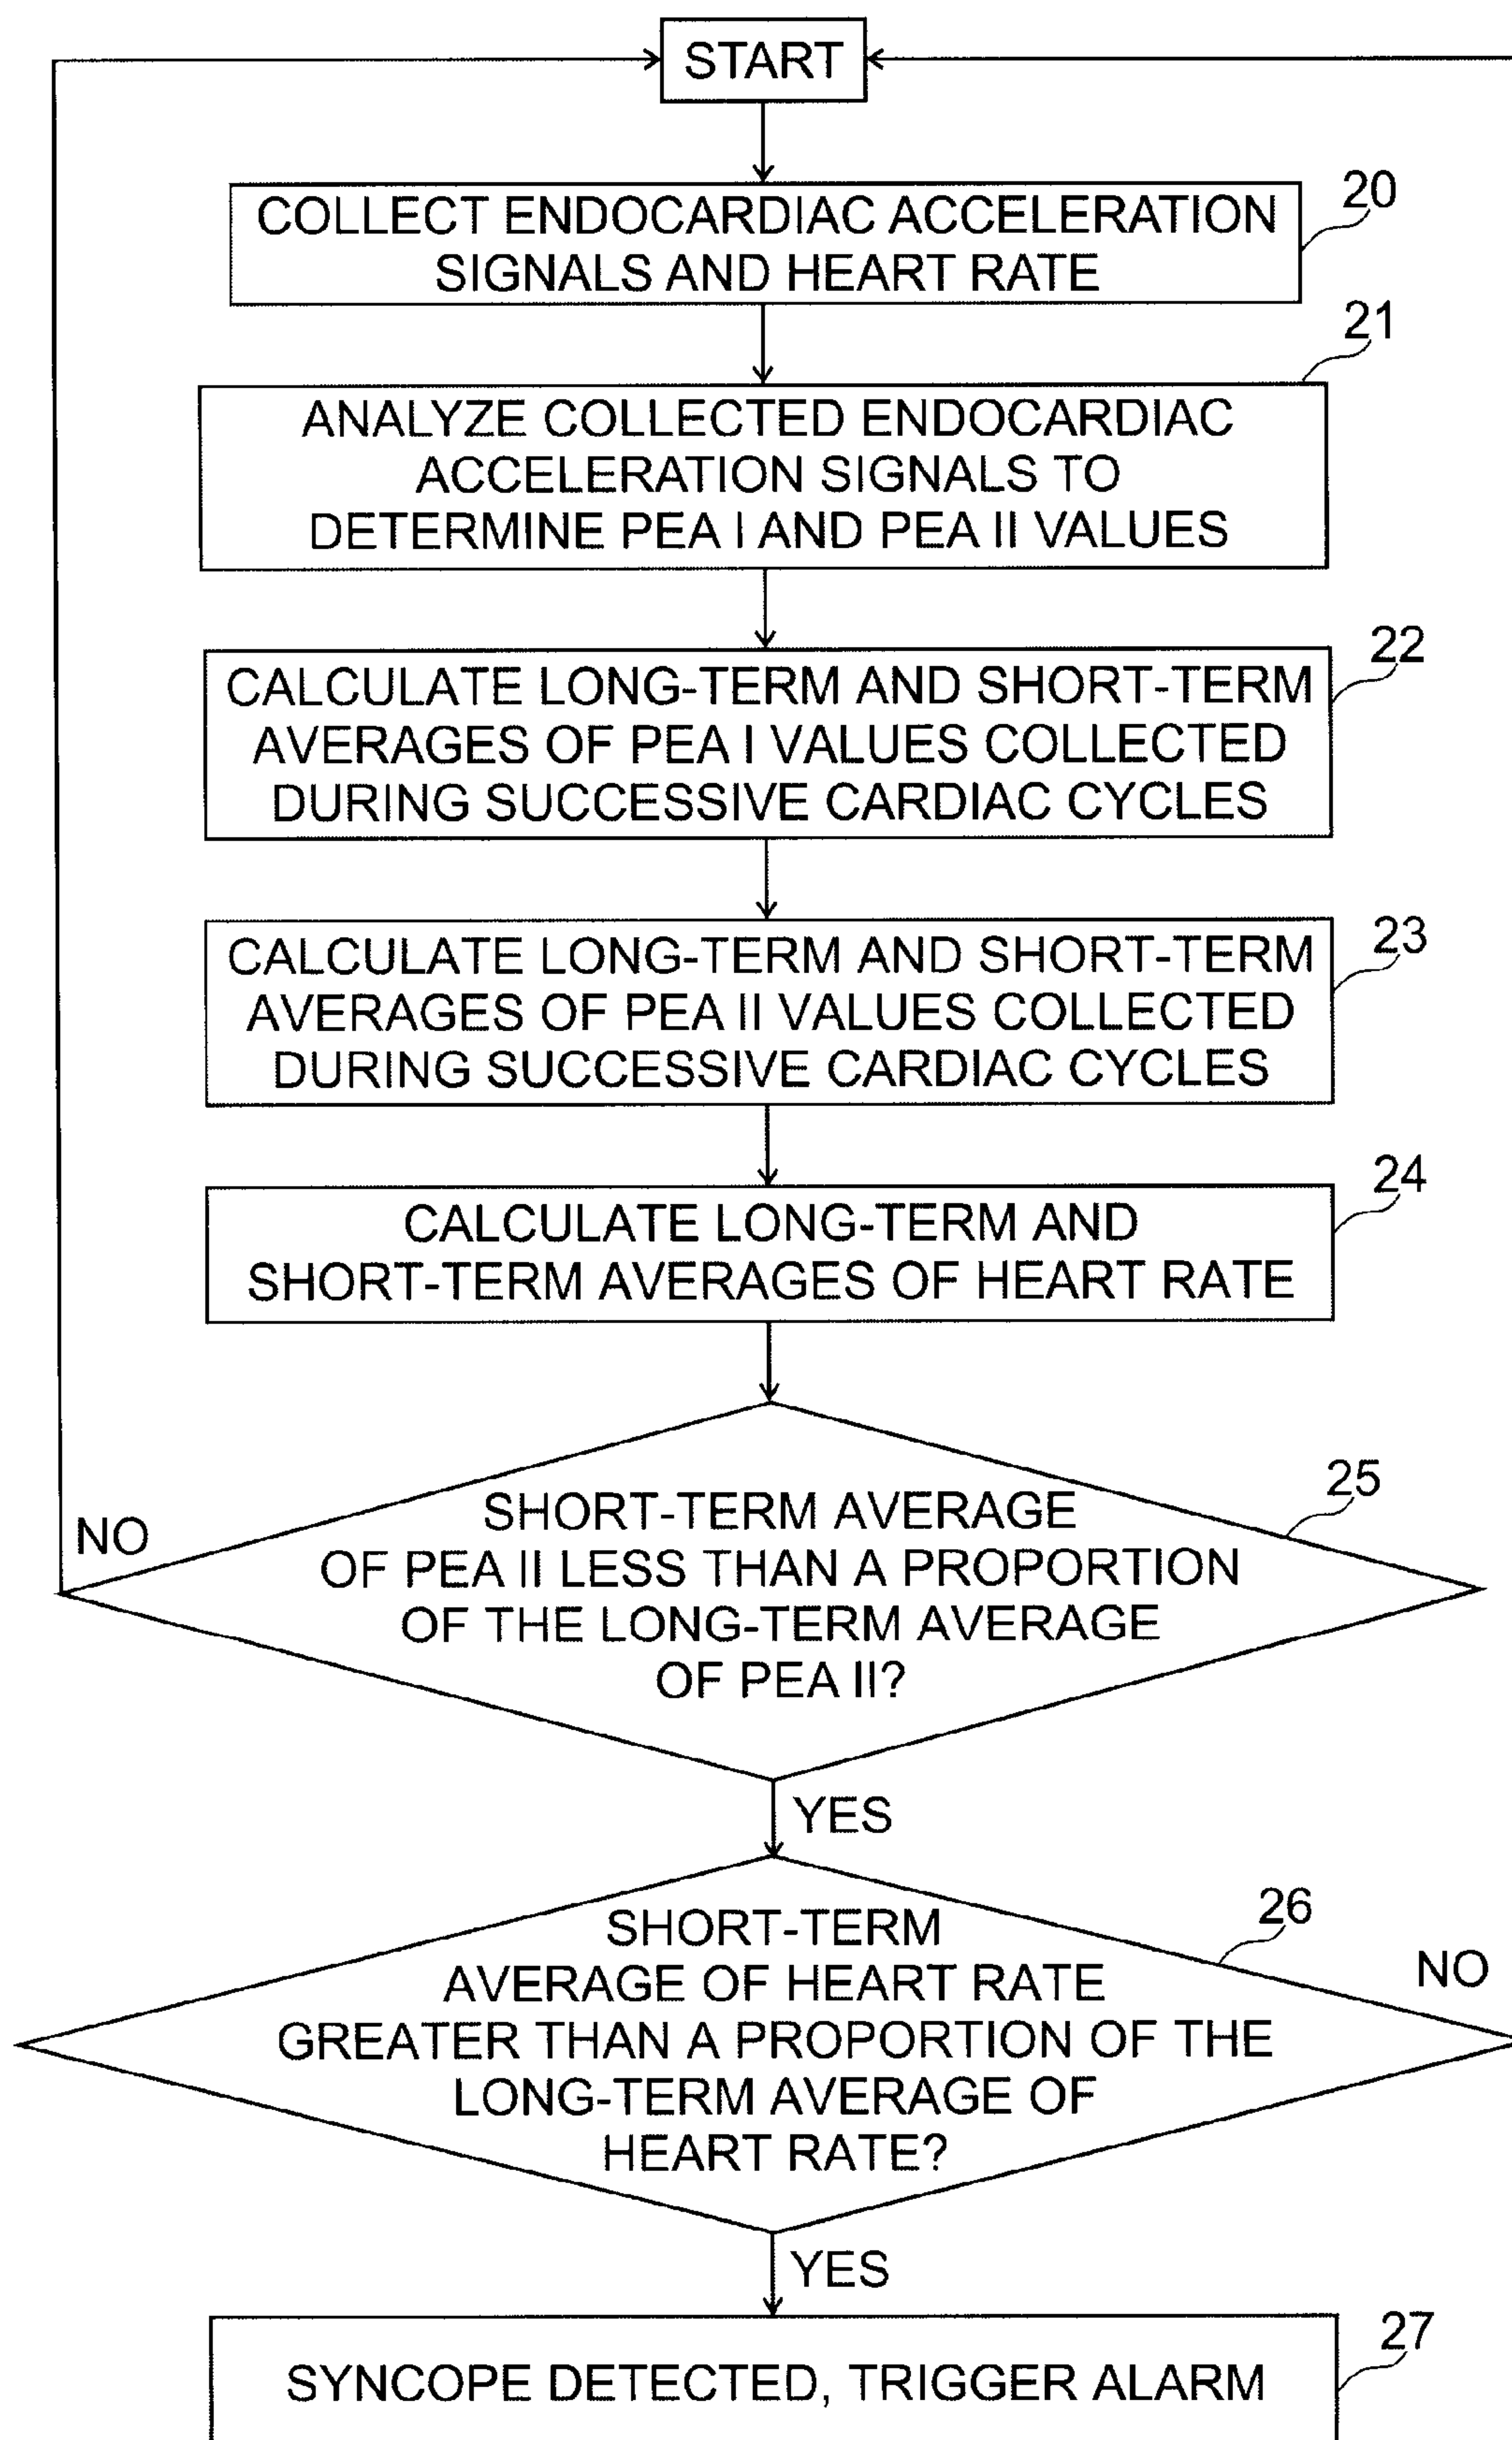 START
20
COLLECT ENDOCARDIAC ACCELERATION
SIGNALS AND HEART RATE
21
ANALYZE COLLECTED ENDOCARDIAC
ACCELERATION SIGNALS TO
DETERMINE PEA I AND PEA II VALUES
22
CALCULATE LONG-TERM AND SHORT-TERM
AVERAGES OF PEA I VALUES COLLECTED
DURING SUCCESSIVE CARDIAC CYCLES
23
CALCULATE LONG-TERM AND SHORT-TERM
AVERAGES OF PEA II VALUES COLLECTED
DURING SUCCESSIVE CARDIAC CYCLES
24
CALCULATE LONG-TERM AND
SHORT-TERM AVERAGES OF HEART RATE
25
NO
SHORT-TERM AVERAGE
OF PEA II LESS THAN A PROPORTION
OF THE LONG-TERM AVERAGE
OF PEA II?
YES
26
NO
SHORT-TERM
AVERAGE OF HEART RATE
GREATER THAN A PROPORTION OF THE
LONG-TERM AVERAGE OF
HEART RATE?
YES
27
SYNCOPE DETECTED, TRIGGER ALARM